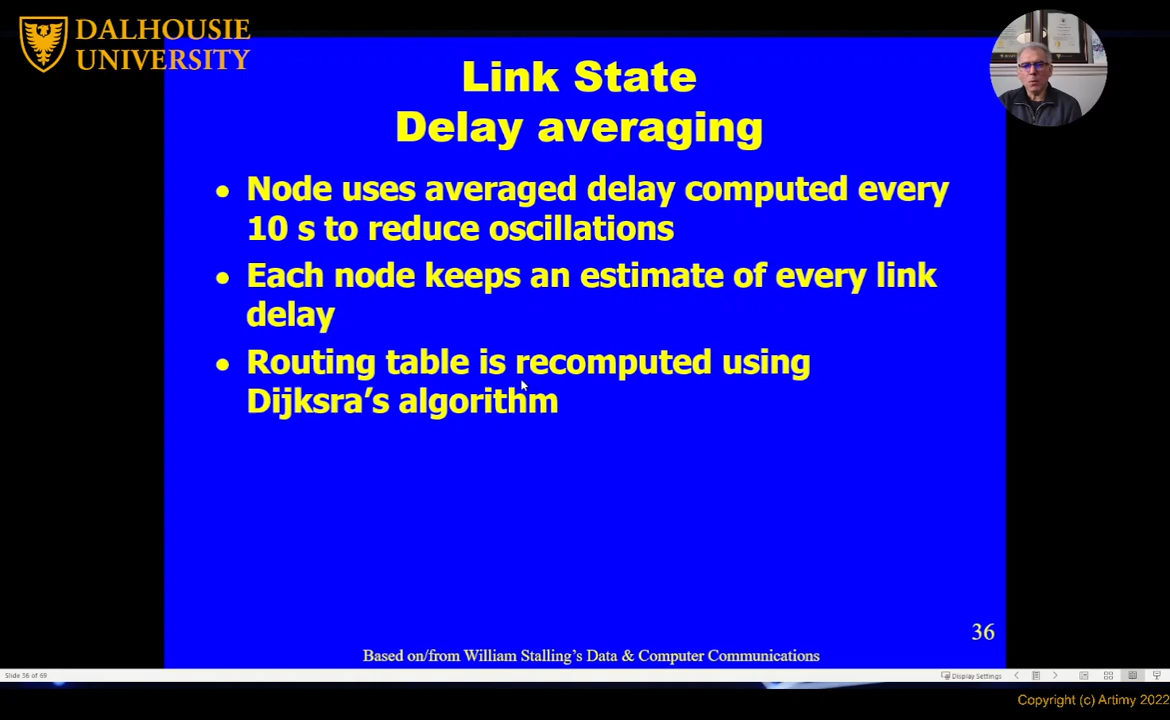 DALHOUSIE
UNIVERSITY
Link State
Delay averaging
• Node uses averaged delay computed every
10 s to reduce oscillations
• Each node keeps an estimate of every link
delay
• Routing table is recomputed using
Dijksra’s algorithm
36
Based on/from William Stalling’s Data & Computer Communications
Slide 36 of 69
Display Settings
Copyright (c) Artimy 2022